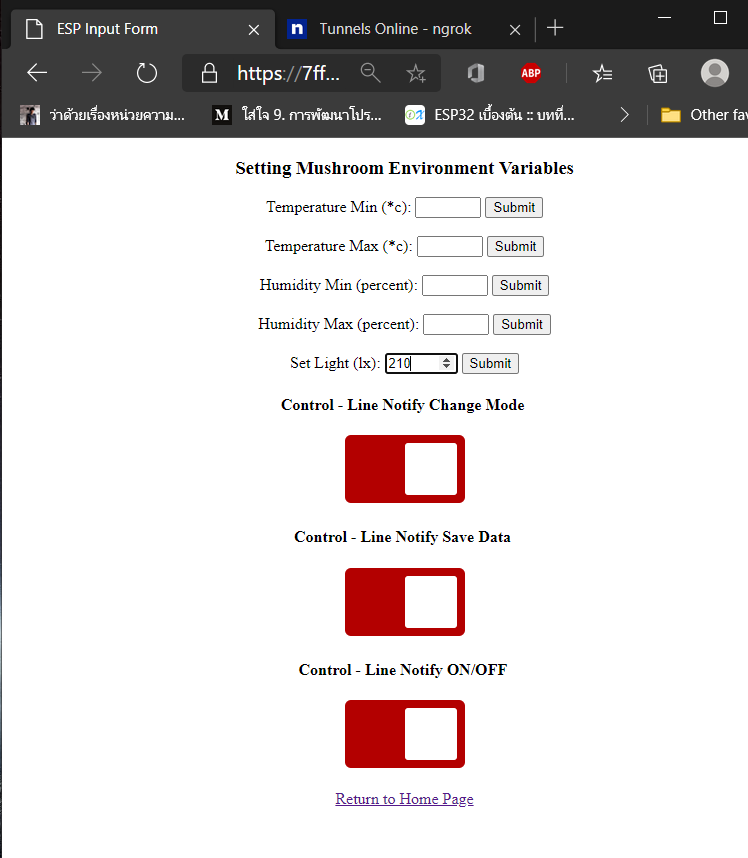 ESP Input Form
Tunnels Online - ngrok
https://7ff...
ABP
ว่าด้วยเรื่องหน่วยความ...
M ใส่ใจ 9. การพัฒนาโปร...
ESP32 เบื้องต้น :: บทที่...
Other fav
Setting Mushroom Environment Variables
Temperature Min (*c): Submit
Temperature Max (*c): Submit
Humidity Min (percent): Submit
Humidity Max (percent): Submit
Set Light (lx): 210 Submit
Control - Line Notify Change Mode
Control - Line Notify Save Data
Control - Line Notify ON/OFF
Return to Home Page